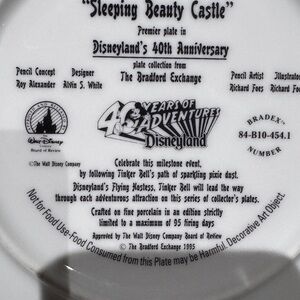 "Sleeping Beauty Castle"
Premier plate in
Disneyland's 40th Anniversary
plate collection from
The Bradford Exchange
Pencil Concept
Roy Alexander
Designer
Alvin S. White
Pencil Artist
Richard Foes
Richard Foes
40 YEARS OF ADVENTURES
Disneyland
BRADEX
84-B10-454.1
NUMBER
Walt Disney
Board of Review
©The Walt Disney Company
Celebrate this milestone event,
by following Tinker Bell's path of sparkling pixie dust.
Disneyland's Flying Hostess, Tinker Bell will lead the way
through each adventurous attraction on this series of collector's plates.
Crafted on fine porcelain in an edition strictly
limited to a maximum of 95 firing days
Approved by The Walt Disney Company Board of Review
© The Bradford Exchange 1995
Not for Food Use-Food Consumed from this Plate may be Harmful. Decorative Art Object.